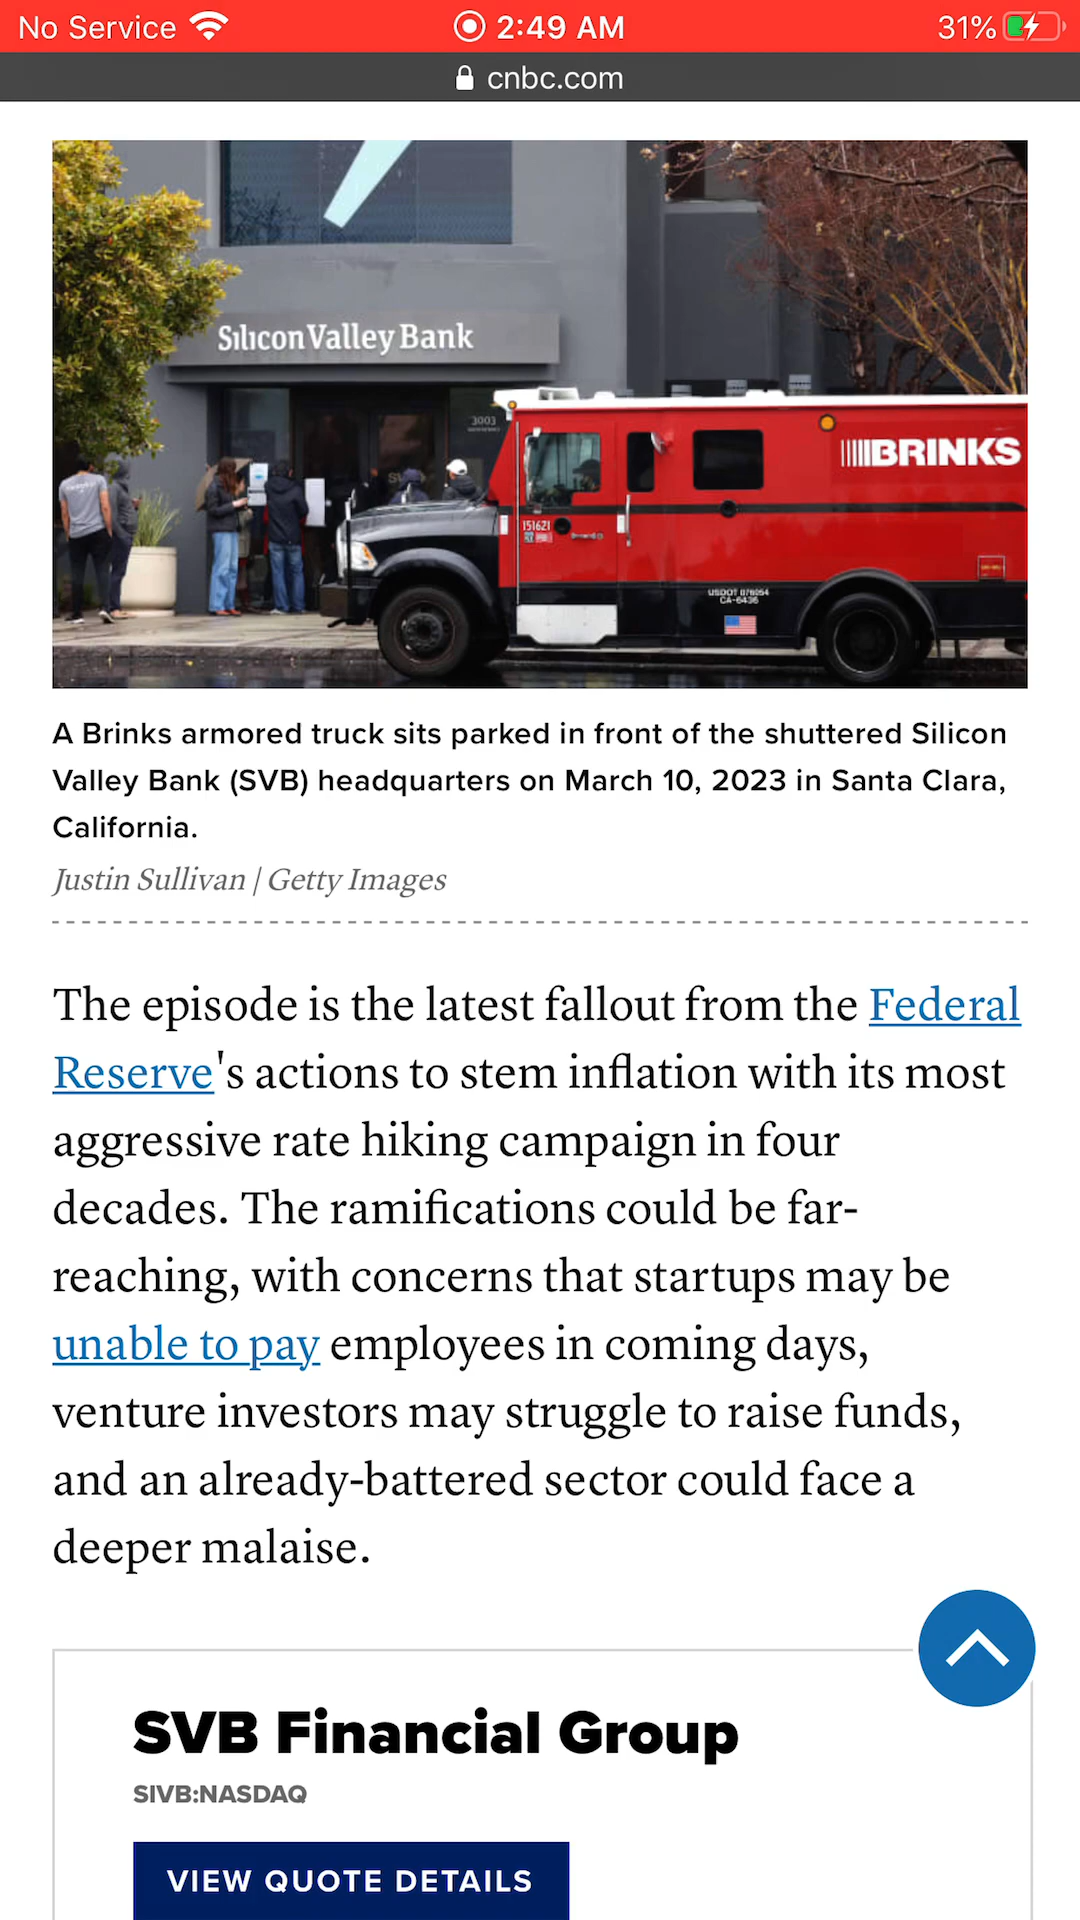 No Service 2:49 AM 31%
cnbc.com
Silicon Valley Bank
3003
BRINKS
151621
USDOT 076054
CA-6436
A Brinks armored truck sits parked in front of the shuttered Silicon
Valley Bank (SVB) headquarters on March 10, 2023 in Santa Clara,
California.
Justin Sullivan | Getty Images
The episode is the latest fallout from the Federal
Reserve's actions to stem inflation with its most
aggressive rate hiking campaign in four
decades. The ramifications could be far-
reaching, with concerns that startups may be
unable to pay employees in coming days,
venture investors may struggle to raise funds,
and an already-battered sector could face a
deeper malaise.
SVB Financial Group
SIVB:NASDAQ
VIEW QUOTE DETAILS